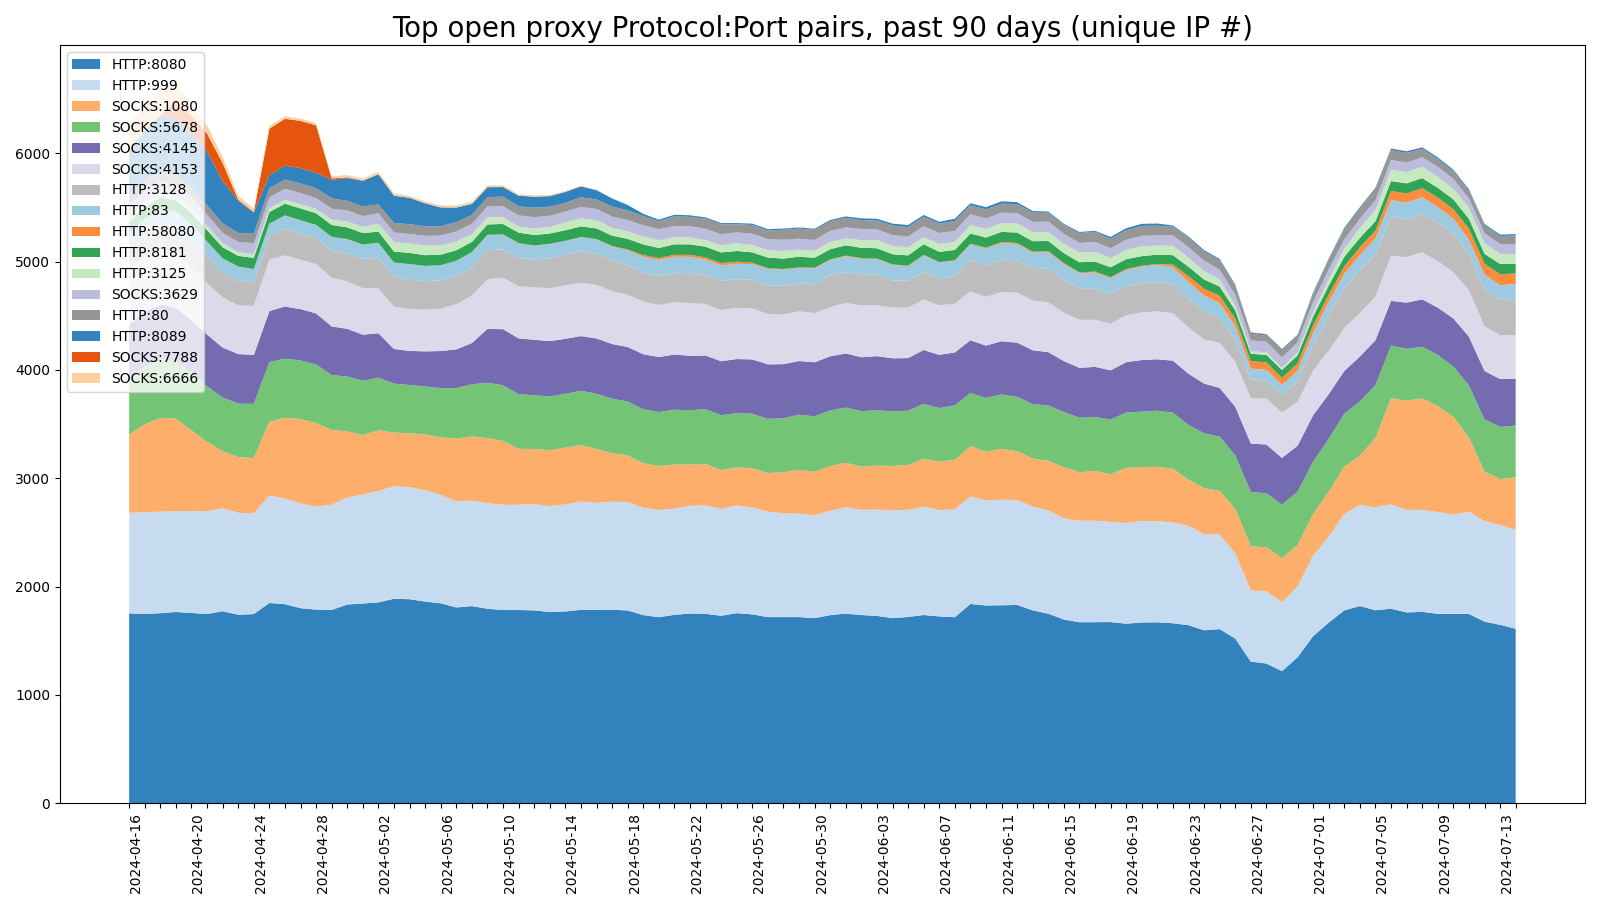 Top open proxy Protocol:Port pairs, past 90 days (unique IP #)
HTTP:8080
HTTP:999
SOCKS:1080
SOCKS:5678
SOCKS:4145
SOCKS:4153
HTTP:3128
HTTP:83
HTTP:58080
HTTP:8181
HTTP:3125
SOCKS:3629
HTTP:80
HTTP:8089
SOCKS:7788
SOCKS:6666
6000
5000
4000
3000
2000
1000
0
2024-04-16
2024-04-20
2024-04-24
2024-04-28
2024-05-02
2024-05-06
2024-05-10
2024-05-14
2024-05-18
2024-05-22
2024-05-26
2024-05-30
2024-06-03
2024-06-07
2024-06-11
2024-06-15
2024-06-19
2024-06-23
2024-06-27
2024-07-01
2024-07-05
2024-07-09
2024-07-13